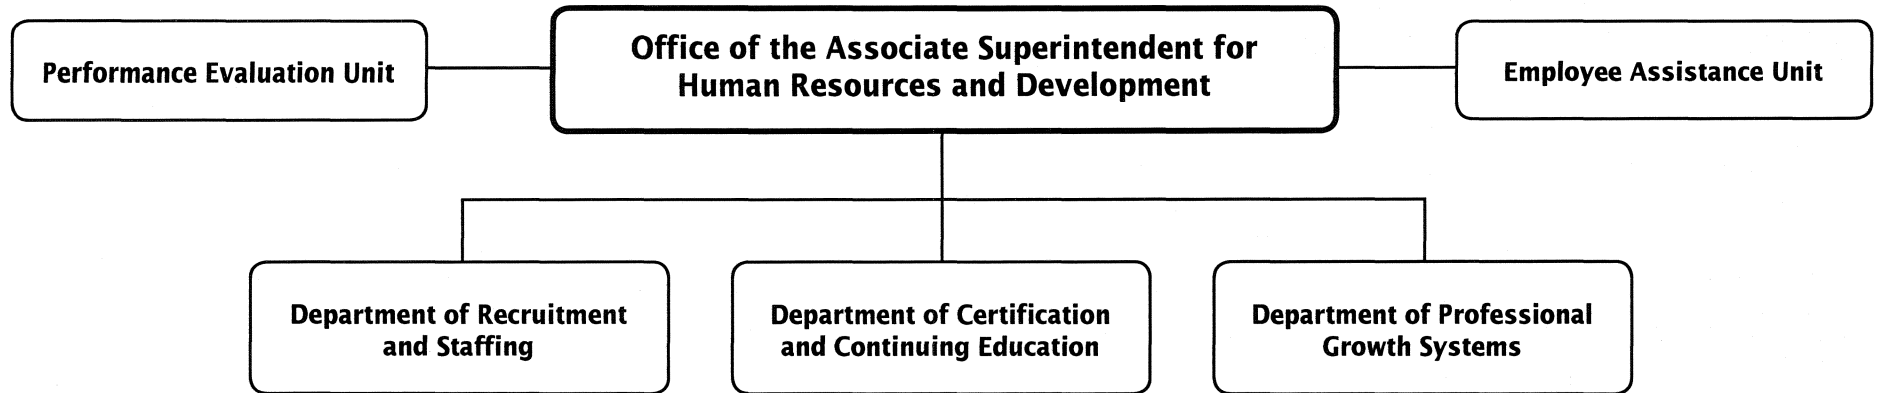 Performance Evaluation Unit
Office of the Associate Superintendent for
Human Resources and Development
Employee Assistance Unit
Department of Recruitment
and Staffing
Department of Certification
and Continuing Education
Department of Professional
Growth Systems